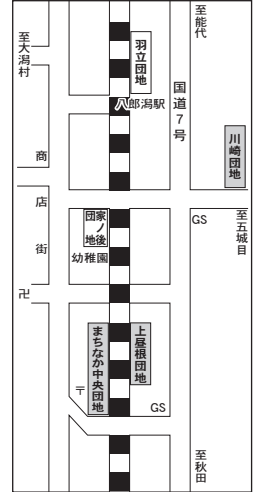 至能代
国道7号
羽立団地
八郎潟駅
至大潟村
川崎団地
商店街
家ノ後団地
幼稚園
GS
至五城目
卍
上昼根団地
まちなか中央団地
〒
GS
至秋田